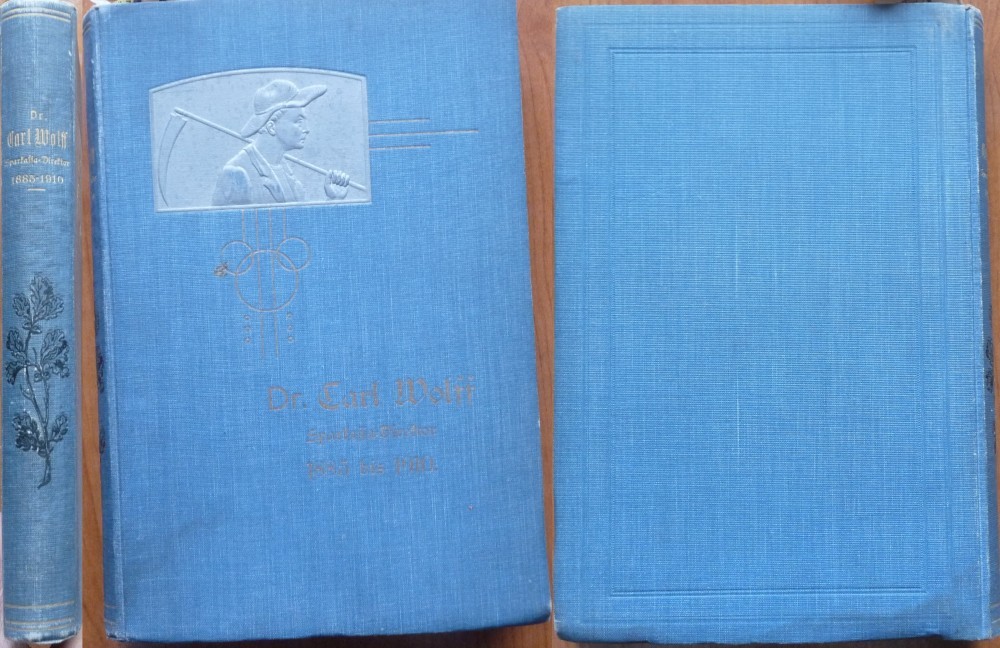 Dr.
Carl Wolff
Sparkassa-Direktor
1885-1910
Dr. Carl Wolff
Sparkassa-Direktor
1885 bis 1910.